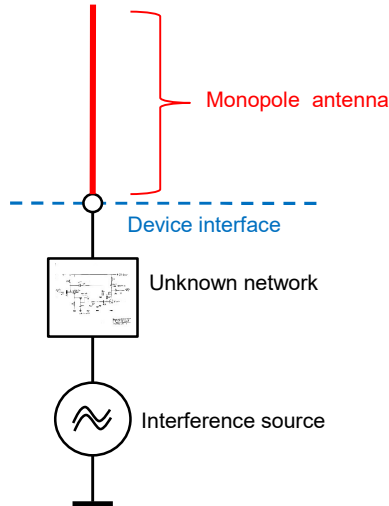 Monopole antenna
Device interface
Unknown network
Interference source